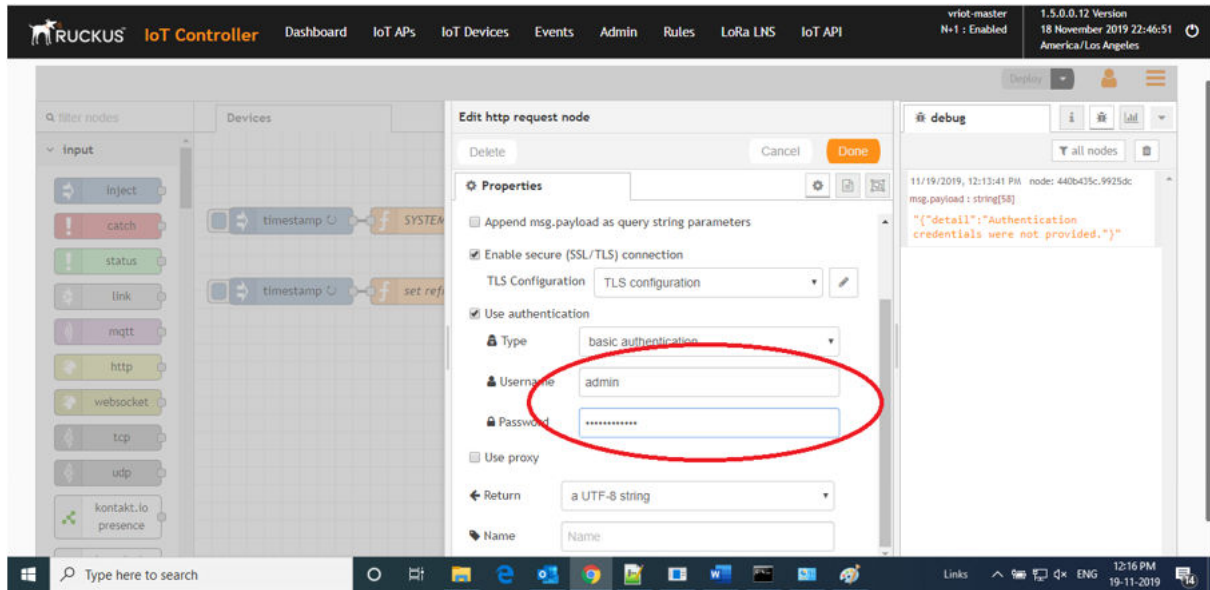 RUCKUS IoT Controller Dashboard IoT APs IoT Devices Events Admin Rules LoRa LNS IoT API
vriot-master
N+1 : Enabled
1.5.0.0.12 Version
18 November 2019 22:46:51
America/Los Angeles
Deploy
filter nodes
input
inject
catch
status
link
mqtt
http
websocket
tcp
udp
kontakt.io
presence
Devices
timestamp
SYSTEM
timestamp
set refr
Edit http request node
Delete Cancel Done
Properties
Append msg.payload as query string parameters
Enable secure (SSL/TLS) connection
TLS Configuration TLS configuration
Use authentication
Type basic authentication
Username admin
Password ••••••••••••
Use proxy
Return a UTF-8 string
Name Name
debug i
all nodes
11/19/2019, 12:13:41 PM node: 440b435c.9925dc
msg.payload : string[58]
"{"detail":"Authentication
credentials were not provided."}"
Type here to search
Links ENG
12:16 PM
19-11-2019
14